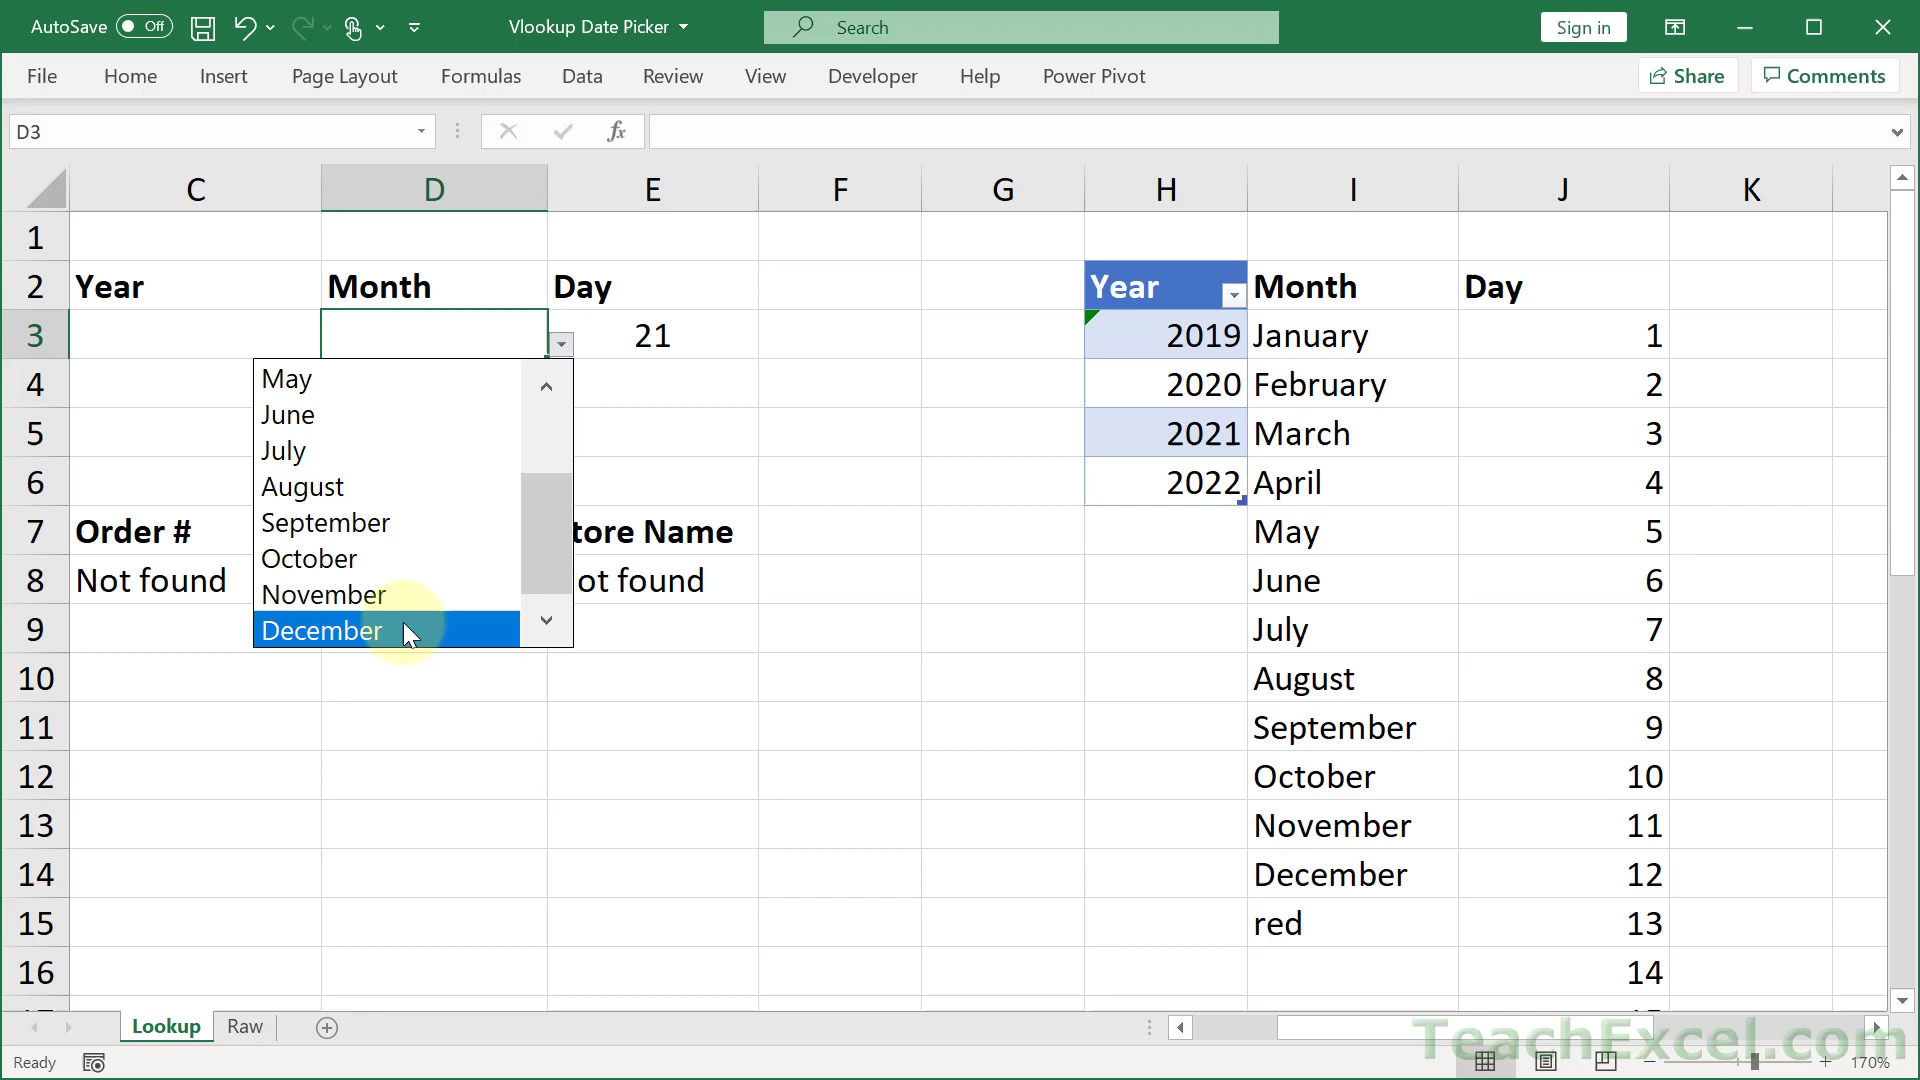 AutoSave Off Vlookup Date Picker Search Sign in
File Home Insert Page Layout Formulas Data Review View Developer Help Power Pivot Share Comments
D3 fx
C D E F G H I J K
1
2 Year Month Day Year Month Day
3 21 2019 January 1
4 2020 February 2
5 2021 March 3
6 2022 April 4
7 Order # tore Name May 5
8 Not found ot found June 6
9 July 7
10 August 8
11 September 9
12 October 10
13 November 11
14 December 12
15 red 13
16 14
May
June
July
August
September
October
November
December
Lookup Raw
TeachExcel.com
Ready 170%